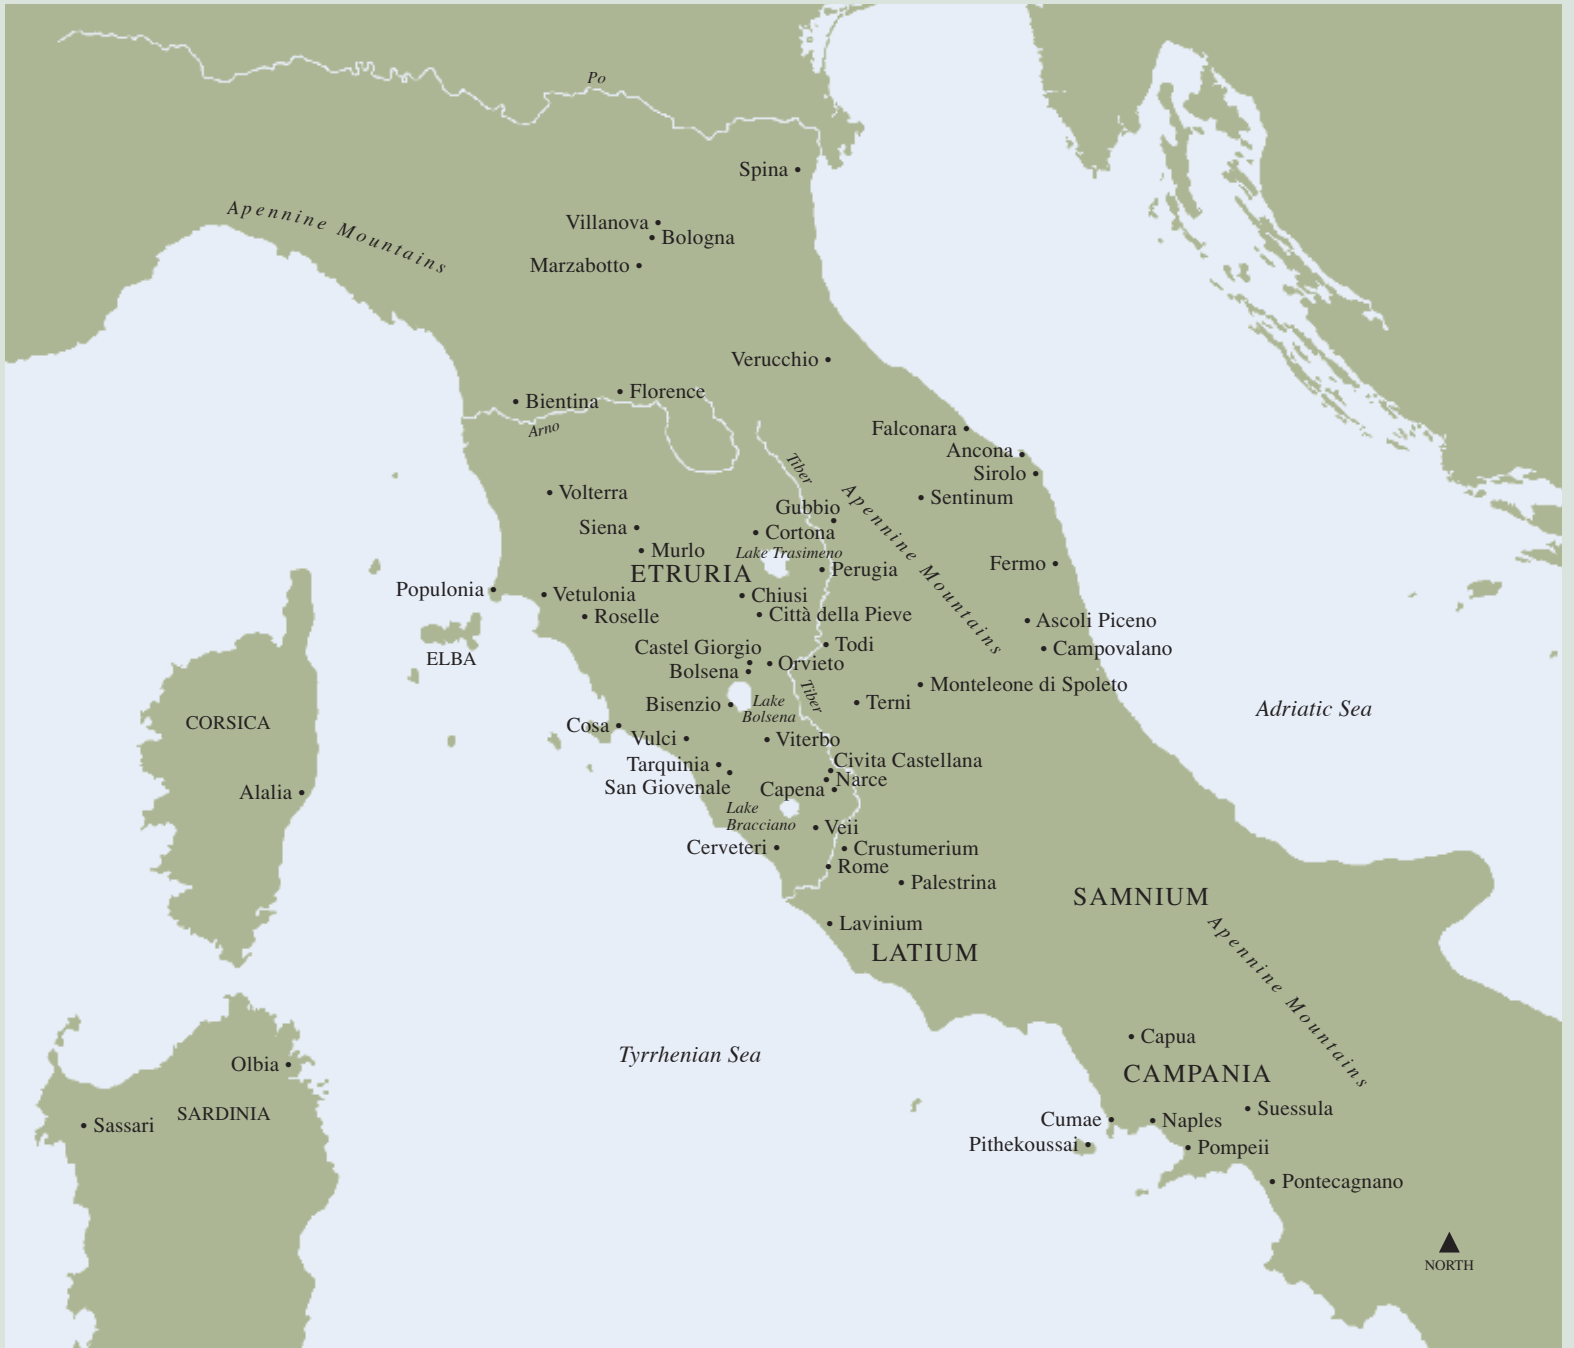 Po
Spina
Apennine Mountains
Villanova
Bologna
Marzabotto
Verucchio
Florence
Bientina
Arno
Falconara
Ancona
Tiber
Sirolo
Volterra
Sentinum
Apennine Mountains
Gubbio
Siena
Cortona
Murlo
Lake Trasimeno
Fermo
Perugia
ETRURIA
Populonia
Vetulonia
Chiusi
Roselle
Città della Pieve
Ascoli Piceno
Todi
Castel Giorgio
Campovalano
ELBA
Orvieto
Bolsena
Monteleone di Spoleto
Tiber
Lake
Bolsena
Bisenzio
Terni
Adriatic Sea
CORSICA
Cosa
Vulci
Viterbo
Civita Castellana
Tarquinia
Narce
San Giovenale
Capena
Alalia
Lake
Bracciano
Veii
Cerveteri
Crustumerium
Rome
Palestrina
SAMNIUM
Lavinium
Apennine Mountains
LATIUM
Capua
Tyrrhenian Sea
Olbia
CAMPANIA
Suessula
SARDINIA
Cumae
Naples
Sassari
Pithekoussai
Pompeii
Pontecagnano
NORTH